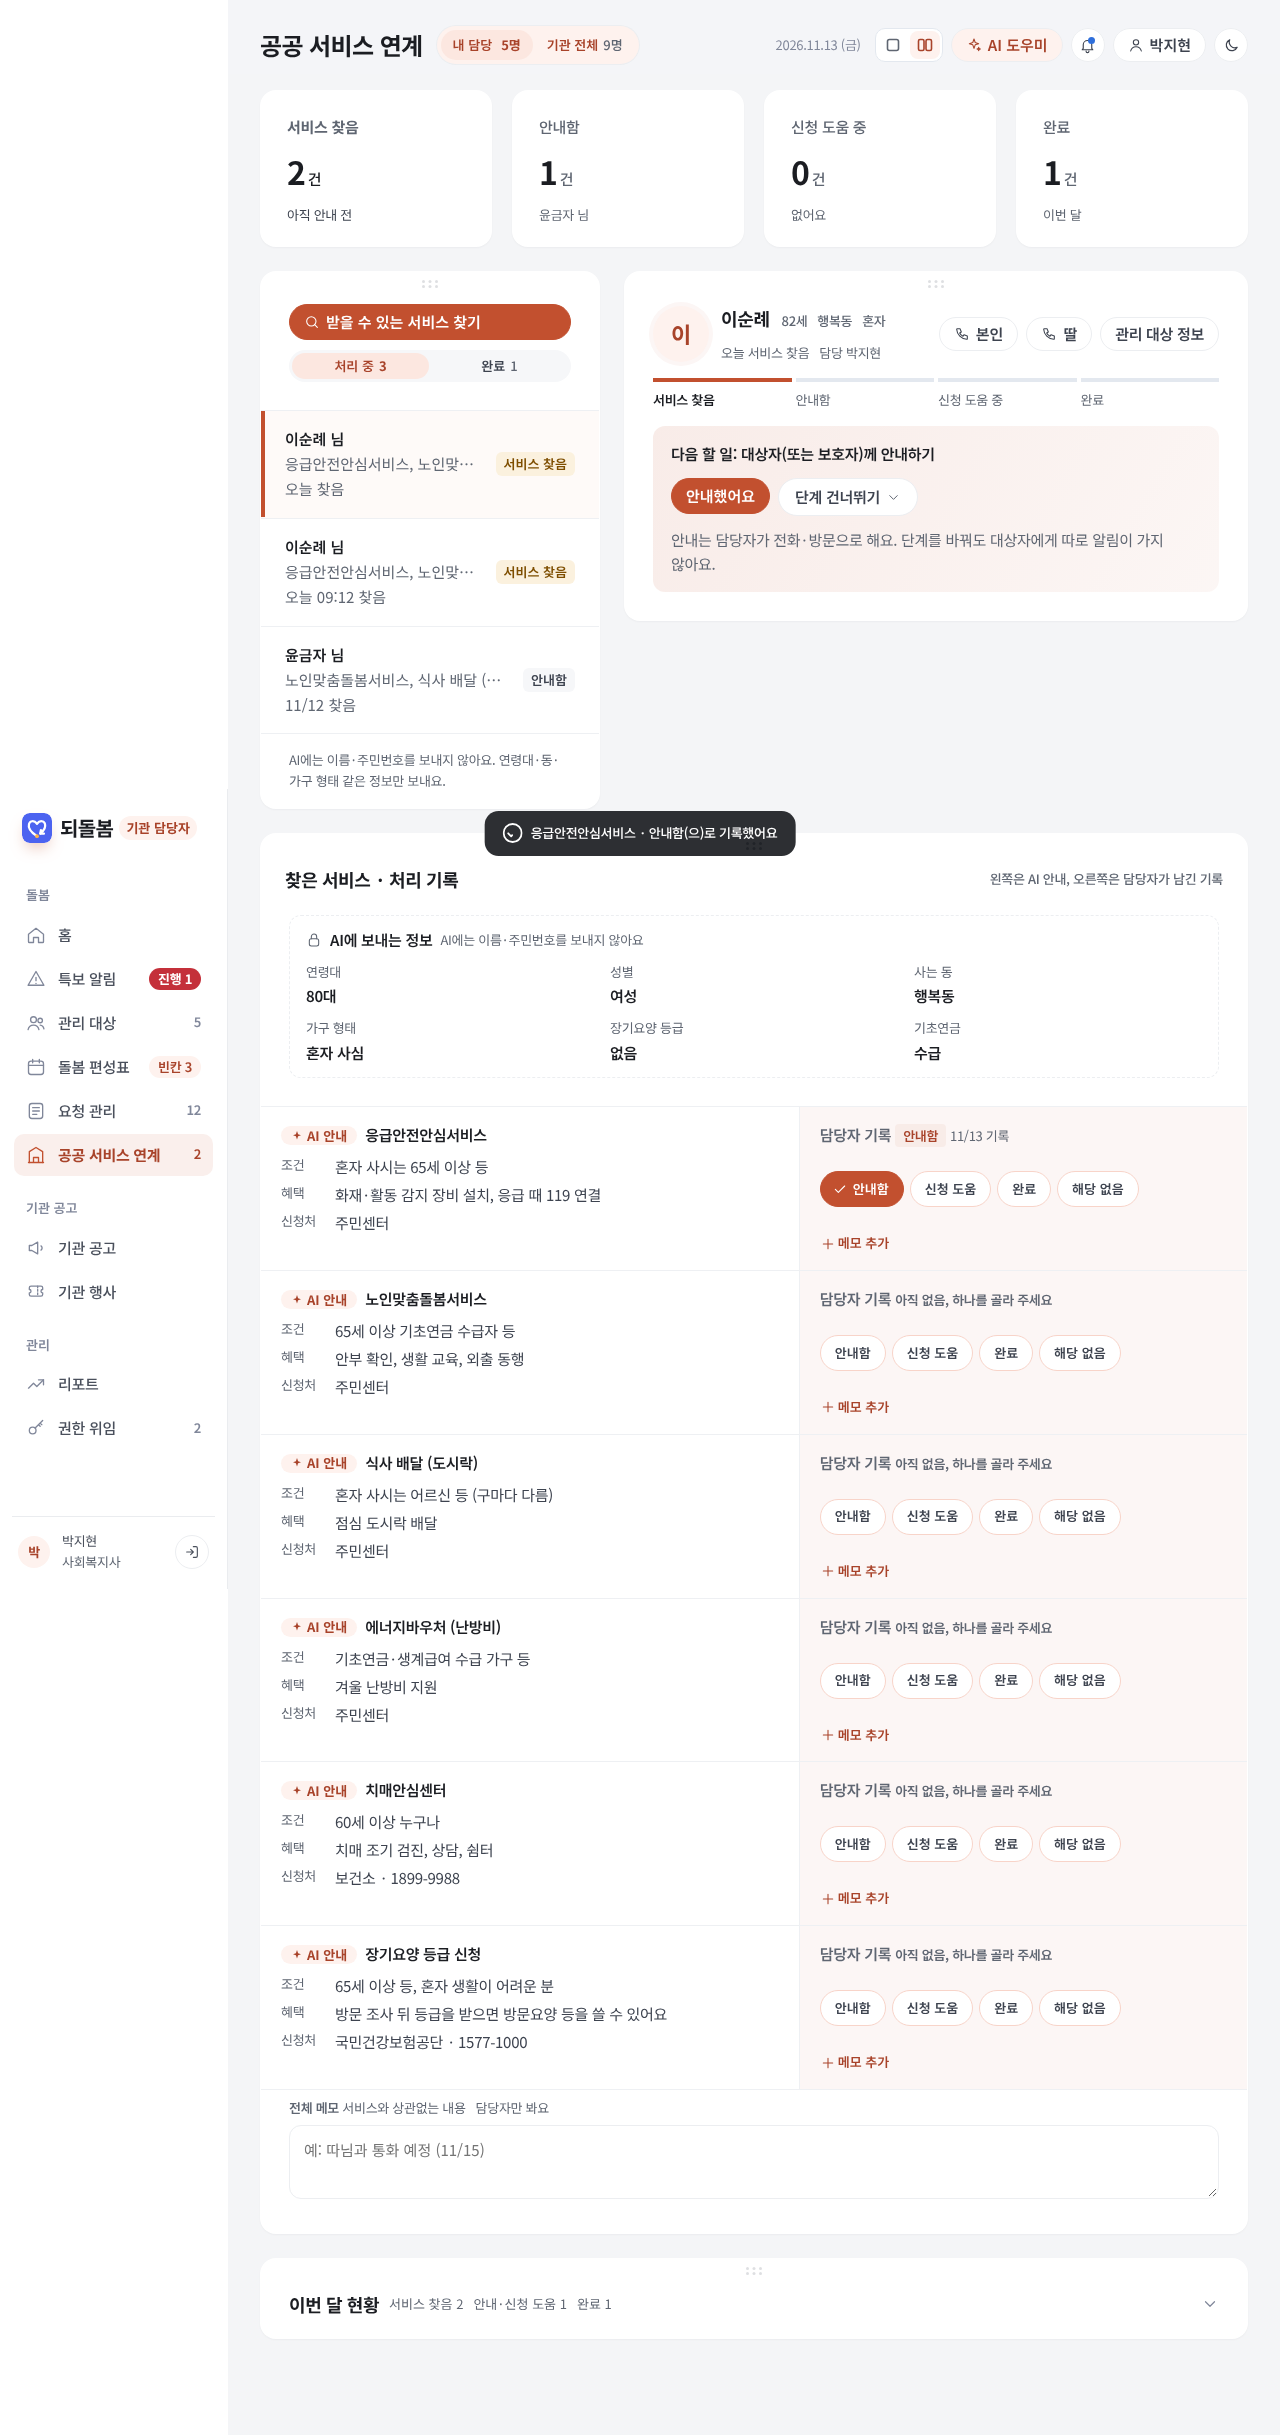 공공 서비스 연계
내 담당 5명 기관 전체 9명
2026.11.13 (금)
AI 도우미
박지현
서비스 찾음
2건
아직 안내 전
안내함
1건
윤금자 님
신청 도움 중
0건
없어요
완료
1건
이번 달
받을 수 있는 서비스 찾기
처리 중 3 완료 1
이순례 님
응급안전안심서비스, 노인맞…
서비스 찾음
오늘 찾음
이순례 님
응급안전안심서비스, 노인맞…
서비스 찾음
오늘 09:12 찾음
윤금자 님
노인맞춤돌봄서비스, 식사 배달 (…
안내함
11/12 찾음
AI에는 이름·주민번호를 보내지 않아요. 연령대·동·
가구 형태 같은 정보만 보내요.
이
이순례 82세 행복동 혼자
오늘 서비스 찾음 담당 박지현
본인
딸
관리 대상 정보
서비스 찾음 안내함 신청 도움 중 완료
다음 할 일: 대상자(또는 보호자)께 안내하기
안내했어요 단계 건너뛰기
안내는 담당자가 전화·방문으로 해요. 단계를 바꿔도 대상자에게 따로 알림이 가지
않아요.
되돌봄 기관 담당자
돌봄
홈
특보 알림 진행 1
관리 대상 5
돌봄 편성표 빈칸 3
요청 관리 12
공공 서비스 연계 2
기관 공고
기관 공고
기관 행사
관리
리포트
권한 위임 2
박
박지현
사회복지사
응급안전안심서비스 · 안내함(으)로 기록했어요
찾은 서비스 · 처리 기록
왼쪽은 AI 안내, 오른쪽은 담당자가 남긴 기록
AI에 보내는 정보 AI에는 이름·주민번호를 보내지 않아요
연령대 성별 사는 동
80대 여성 행복동
가구 형태 장기요양 등급 기초연금
혼자 사심 없음 수급
AI 안내 응급안전안심서비스
조건 혼자 사시는 65세 이상 등
혜택 화재·활동 감지 장비 설치, 응급 때 119 연결
신청처 주민센터
담당자 기록 안내함 11/13 기록
안내함 신청 도움 완료 해당 없음
메모 추가
AI 안내 노인맞춤돌봄서비스
조건 65세 이상 기초연금 수급자 등
혜택 안부 확인, 생활 교육, 외출 동행
신청처 주민센터
담당자 기록 아직 없음, 하나를 골라 주세요
안내함 신청 도움 완료 해당 없음
메모 추가
AI 안내 식사 배달 (도시락)
조건 혼자 사시는 어르신 등 (구마다 다름)
혜택 점심 도시락 배달
신청처 주민센터
담당자 기록 아직 없음, 하나를 골라 주세요
안내함 신청 도움 완료 해당 없음
메모 추가
AI 안내 에너지바우처 (난방비)
조건 기초연금·생계급여 수급 가구 등
혜택 겨울 난방비 지원
신청처 주민센터
담당자 기록 아직 없음, 하나를 골라 주세요
안내함 신청 도움 완료 해당 없음
메모 추가
AI 안내 치매안심센터
조건 60세 이상 누구나
혜택 치매 조기 검진, 상담, 쉼터
신청처 보건소 · 1899-9988
담당자 기록 아직 없음, 하나를 골라 주세요
안내함 신청 도움 완료 해당 없음
메모 추가
AI 안내 장기요양 등급 신청
조건 65세 이상 등, 혼자 생활이 어려운 분
혜택 방문 조사 뒤 등급을 받으면 방문요양 등을 쓸 수 있어요
신청처 국민건강보험공단 · 1577-1000
담당자 기록 아직 없음, 하나를 골라 주세요
안내함 신청 도움 완료 해당 없음
메모 추가
전체 메모 서비스와 상관없는 내용 담당자만 봐요
예: 따님과 통화 예정 (11/15)
이번 달 현황 서비스 찾음 2 안내·신청 도움 1 완료 1